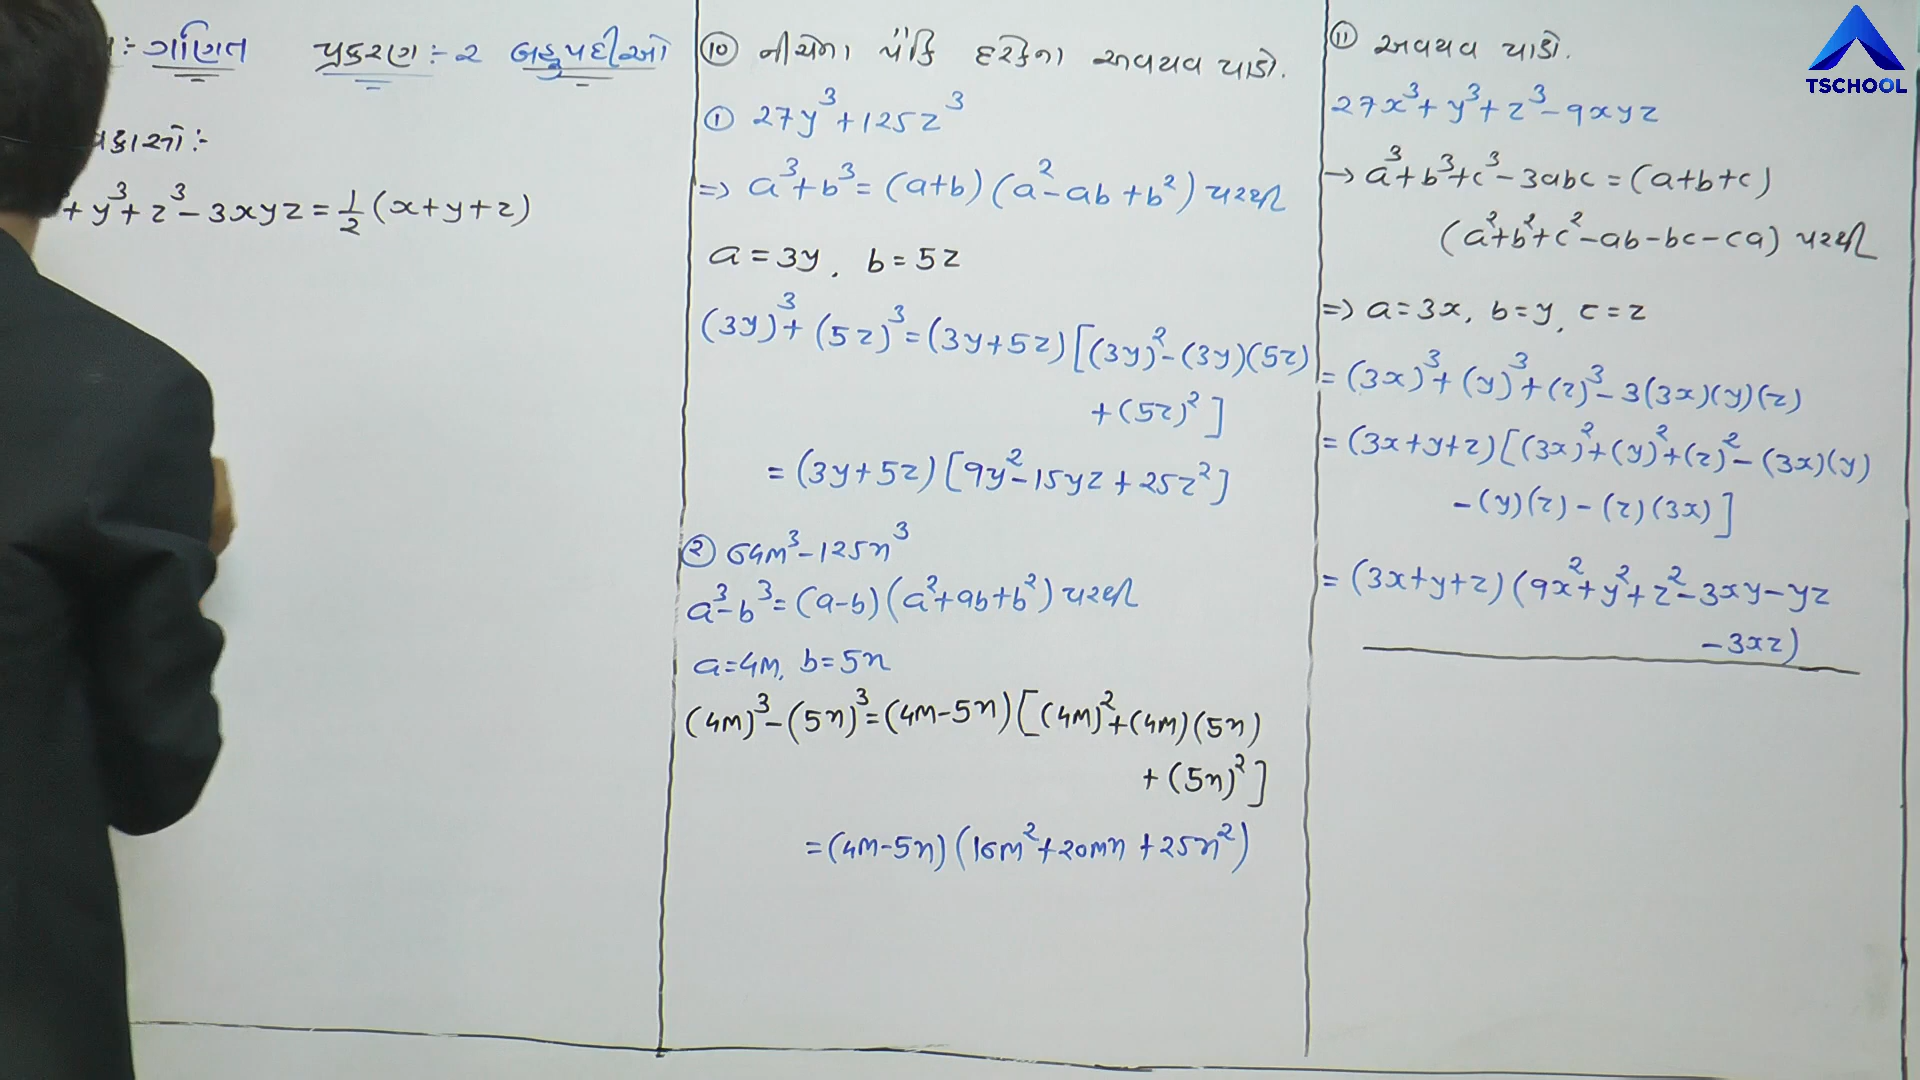 :- ગણિત પ્રકરણ :- ૨ બહુપદીઓ
+ y³ + z³ - 3xyz = 1/2 (x+y+z)
⑩ નીચેના પૈકિ દરેકના અવયવ પાડો.
① 27y³ + 125z³
=> a³ + b³ = (a+b) (a² - ab + b²) પરથી
a = 3y, b = 5z
(3y)³ + (5z)³ = (3y+5z) [(3y)² - (3y)(5z)
+ (5z)²]
= (3y+5z) [9y² - 15yz + 25z²]
② 64m³ - 125n³
a³ - b³ = (a-b) (a² + ab + b²) પરથી
a = 4m, b = 5n
(4m)³ - (5n)³ = (4m-5n) [(4m)² + (4m)(5n)
+ (5n)²]
= (4m-5n) (16m² + 20mn + 25n²)
⑪ અવયવ પાડો.
27x³ + y³ + z³ - 9xyz
→ a³ + b³ + c³ - 3abc = (a+b+c)
(a² + b² + c² - ab - bc - ca) પરથી
=> a = 3x, b = y, c = z
= (3x)³ + (y)³ + (z)³ - 3(3x)(y)(z)
= (3x+y+z) [(3x)² + (y)² + (z)² - (3x)(y)
- (y)(z) - (z)(3x)]
= (3x+y+z) (9x² + y² + z² - 3xy - yz
- 3xz)
TSCHOOL